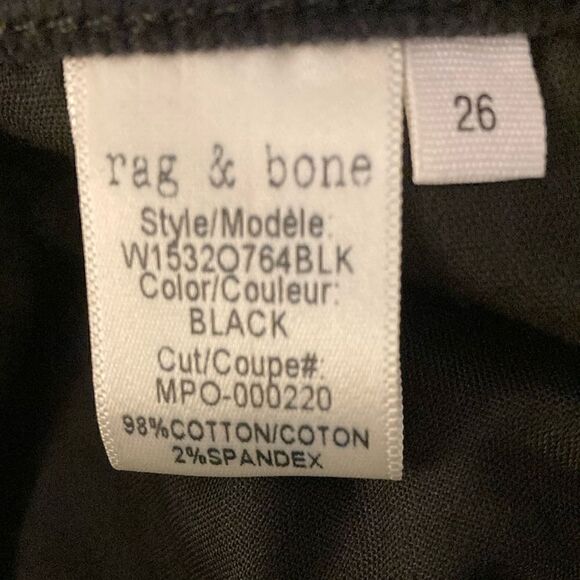 rag & bone
Style/Modèle:
W1532O764BLK
Color/Couleur:
BLACK
Cut/Coupe#:
MPO-000220
98%COTTON/COTON
2%SPANDEX
26